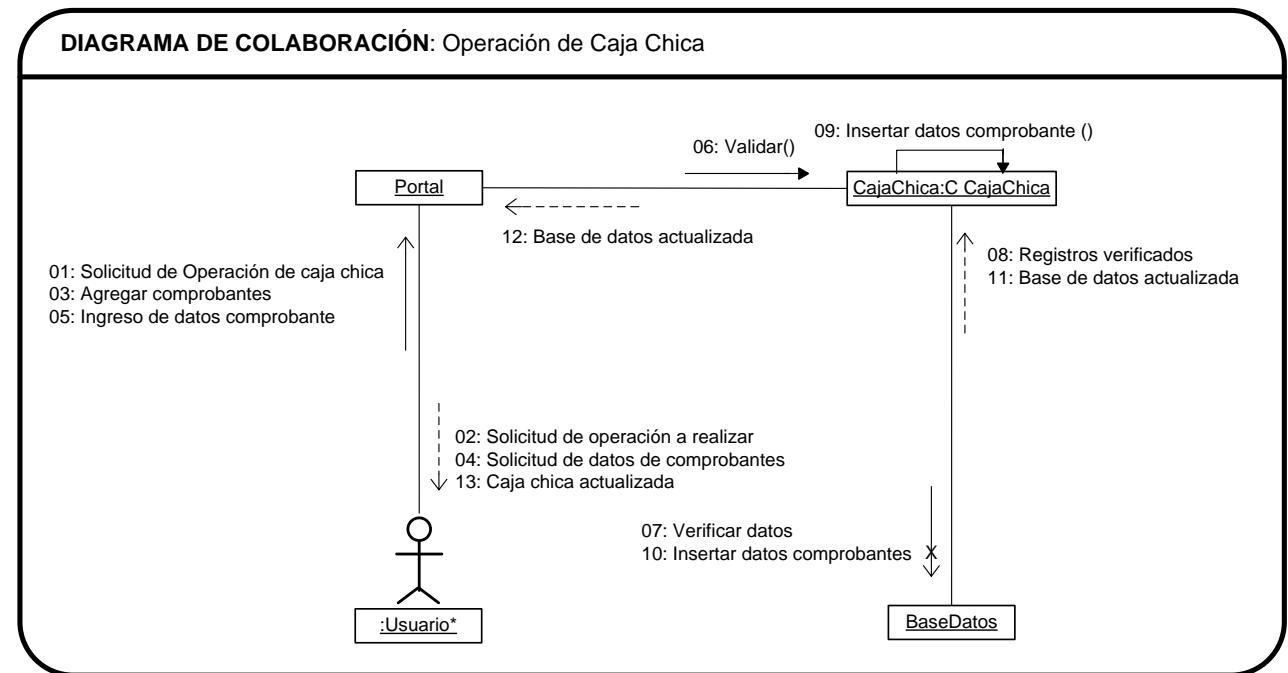 DIAGRAMA DE COLABORACIÓN: Operación de Caja Chica
09: Insertar datos comprobante ()
06: Validar()
Portal
CajaChica:C CajaChica
12: Base de datos actualizada
01: Solicitud de Operación de caja chica
03: Agregar comprobantes
05: Ingreso de datos comprobante
08: Registros verificados
11: Base de datos actualizada
02: Solicitud de operación a realizar
04: Solicitud de datos de comprobantes
13: Caja chica actualizada
07: Verificar datos
10: Insertar datos comprobantes
X
:Usuario*
BaseDatos